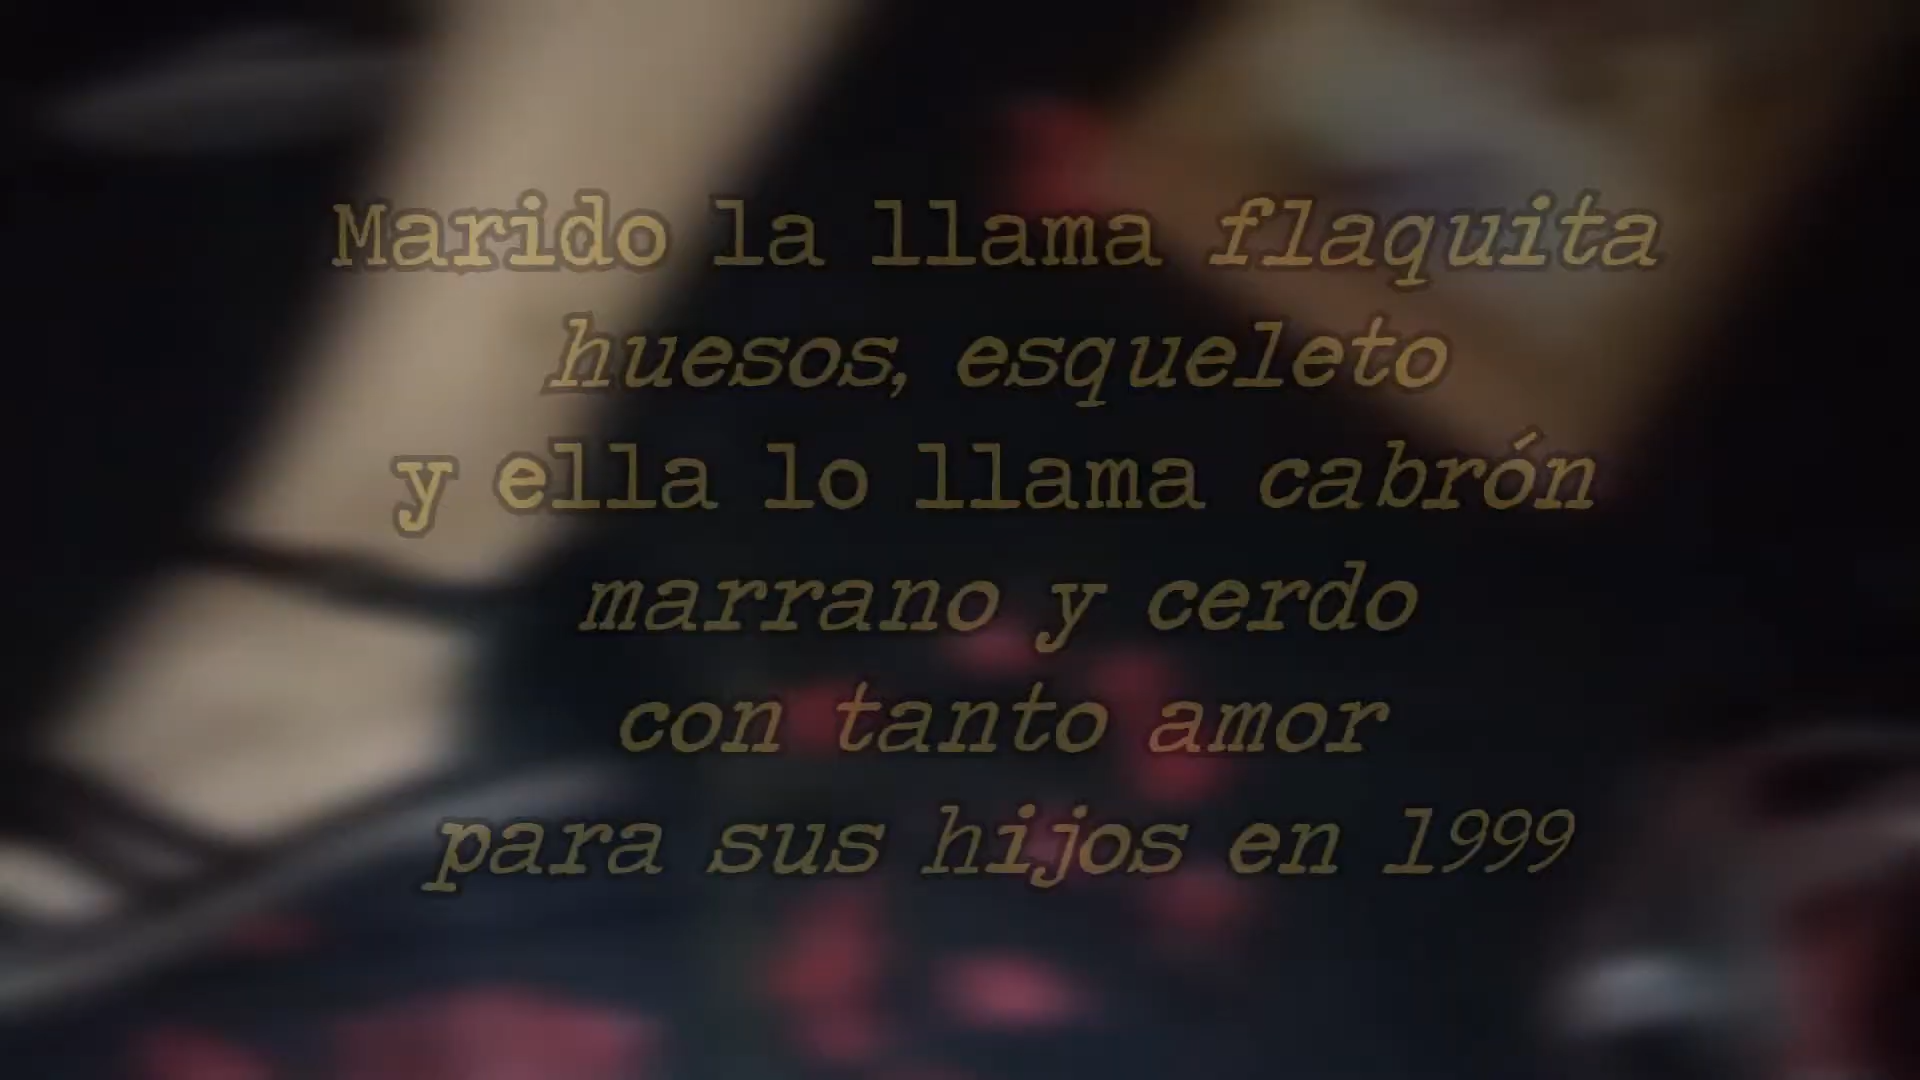 Marido la llama flaquita
huesos, esqueleto
y ella lo llama cabrón
marrano y cerdo
con tanto amor
para sus hijos en 1999